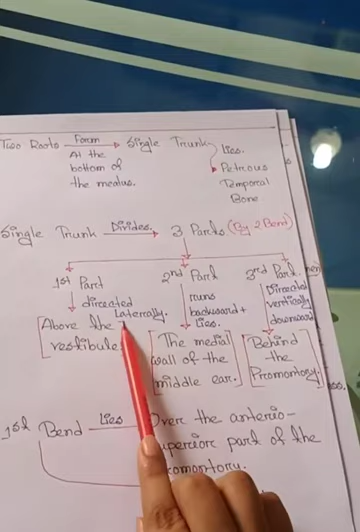 Two Roots Form Single Trunk Lies.
At the bottom of the meatus.
Petrous Temporal Bone
Single Trunk Divides. 3 Parts (By 2 Bend)
1st Part
directed Laterally.
[Above the vestibule]
2nd Part
runs backward +
Lies.
[The medial wall of the middle ear.]
3rd Part.
Directed vertically downward
[Behind the Promontory.]
1st Bend Lies Over the anterio-
superior part of the
promontory.